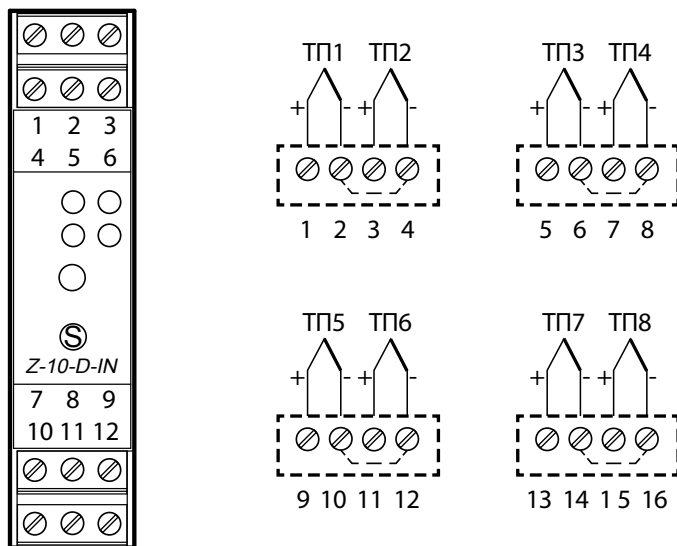 1 2 3
4 5 6
S
Z-10-D-IN
7 8 9
10 11 12
ТП1 ТП2
+ - + -
1 2 3 4
ТП3 ТП4
+ - + -
5 6 7 8
ТП5 ТП6
+ - + -
9 10 11 12
ТП7 ТП8
+ - + -
13 14 15 16